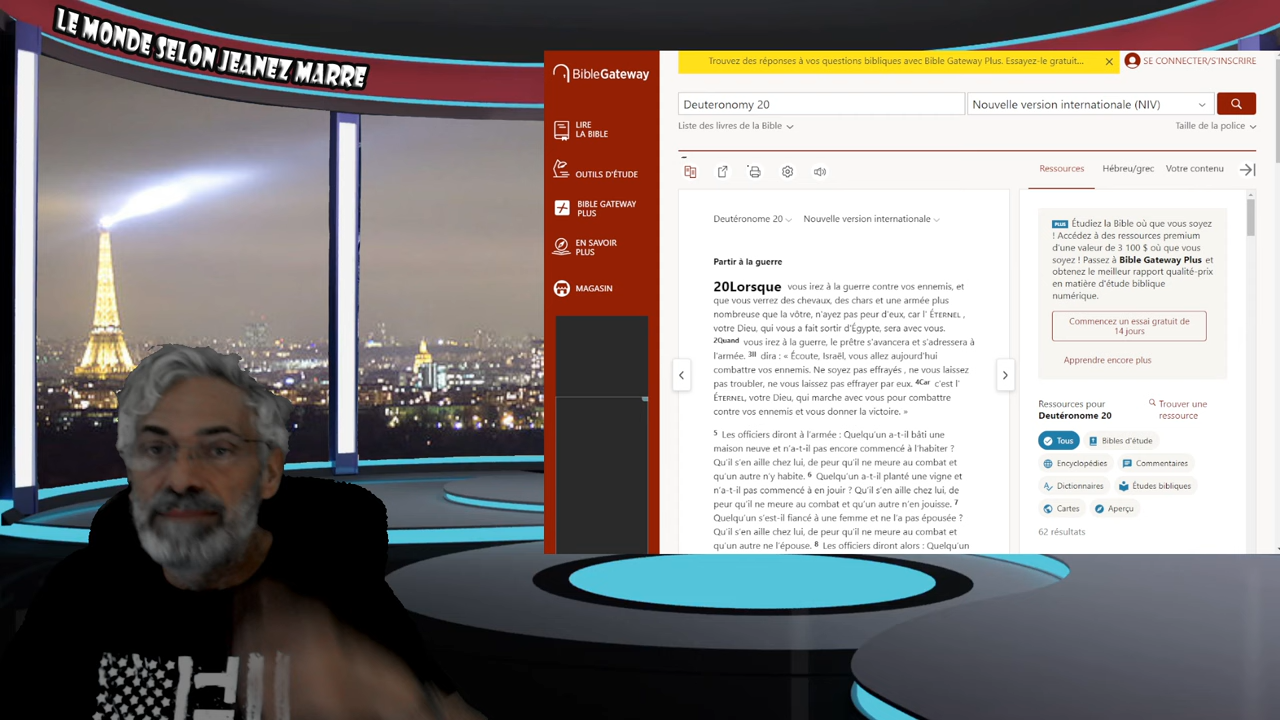 LE MONDE SELON JEANEZ MARRE
BibleGateway
LIRE
LA BIBLE
OUTILS D'ÉTUDE
BIBLE GATEWAY
PLUS
EN SAVOIR
PLUS
MAGASIN
Trouvez des réponses à vos questions bibliques avec Bible Gateway Plus. Essayez-le gratuit...
SE CONNECTER/S'INSCRIRE
Deuteronomy 20
Nouvelle version internationale (NIV)
Liste des livres de la Bible
Taille de la police
Ressources
Hébreu/grec
Votre contenu
Deutéronome 20
Nouvelle version internationale
Partir à la guerre
20Lorsque vous irez à la guerre contre vos ennemis, et
que vous verrez des chevaux, des chars et une armée plus
nombreuse que la vôtre, n'ayez pas peur d'eux, car l' ÉTERNEL ,
votre Dieu, qui vous a fait sortir d'Égypte, sera avec vous.
2Quand vous irez à la guerre, le prêtre s'avancera et s'adressera à
l'armée. 3Il dira : « Écoute, Israël, vous allez aujourd'hui
combattre vos ennemis. Ne soyez pas effrayés , ne vous laissez
pas troubler, ne vous laissez pas effrayer par eux. 4Car c'est l'
ÉTERNEL, votre Dieu, qui marche avec vous pour combattre
contre vos ennemis et vous donner la victoire. »
5 Les officiers diront à l'armée : Quelqu'un a-t-il bâti une
maison neuve et n'a-t-il pas encore commencé à l'habiter ?
Qu'il s'en aille chez lui, de peur qu'il ne meure au combat et
qu'un autre n'y habite. 6 Quelqu'un a-t-il planté une vigne et
n'a-t-il pas commencé à en jouir ? Qu'il s'en aille chez lui, de
peur qu'il ne meure au combat et qu'un autre n'en jouisse. 7
Quelqu'un s'est-il fiancé à une femme et ne l'a pas épousée ?
Qu'il s'en aille chez lui, de peur qu'il ne meure au combat et
qu'un autre ne l'épouse. 8 Les officiers diront alors : Quelqu'un
PLUS Étudiez la Bible où que vous soyez
! Accédez à des ressources premium
d'une valeur de 3 100 $ où que vous
soyez ! Passez à Bible Gateway Plus et
obtenez le meilleur rapport qualité-prix
en matière d'étude biblique
numérique.
Commencez un essai gratuit de
14 jours
Apprendre encore plus
Ressources pour
Deutéronome 20
Trouver une
ressource
Tous
Bibles d'étude
Encyclopédies
Commentaires
Dictionnaires
Études bibliques
Cartes
Aperçu
62 résultats